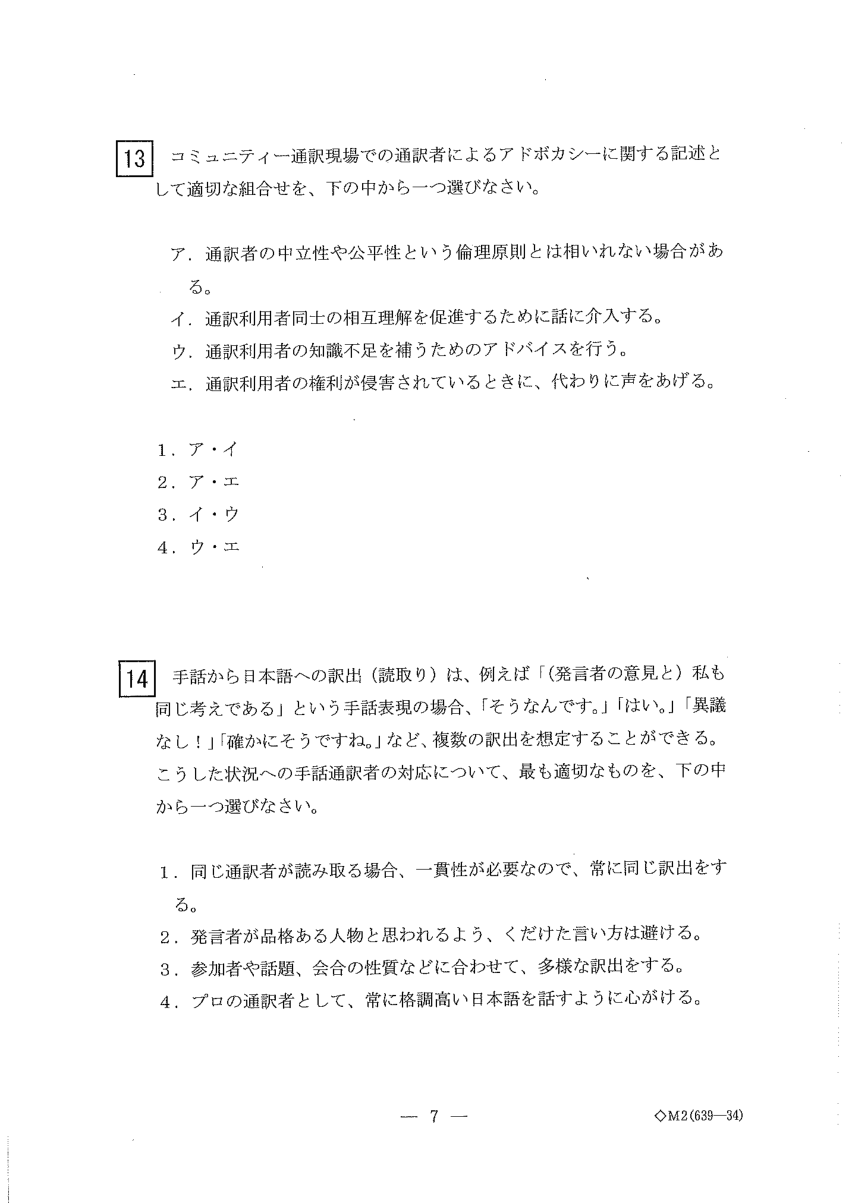 13 コミュニティー通訳現場での通訳者によるアドボカシーに関する記述と
して適切な組合せを、下の中から一つ選びなさい。
ア．通訳者の中立性や公平性という倫理原則とは相いれない場合があ
る。
イ．通訳利用者同士の相互理解を促進するために話に介入する。
ウ．通訳利用者の知識不足を補うためのアドバイスを行う。
エ．通訳利用者の権利が侵害されているときに、代わりに声をあげる。
1．ア・イ
2．ア・エ
3．イ・ウ
4．ウ・エ
14 手話から日本語への訳出（読取り）は、例えば「(発言者の意見と）私も
同じ考えである」という手話表現の場合、「そうなんです。」「はい。」「異議
なし！」「確かにそうですね。」など、複数の訳出を想定することができる。
こうした状況への手話通訳者の対応について、最も適切なものを、下の中
から一つ選びなさい。
1．同じ通訳者が読み取る場合、一貫性が必要なので、常に同じ訳出をす
る。
2．発言者が品格ある人物と思われるよう、くだけた言い方は避ける。
3．参加者や話題、会合の性質などに合わせて、多様な訳出をする。
4．プロの通訳者として、常に格調高い日本語を話すように心がける。
― 7 ―
◇M2(639―34)